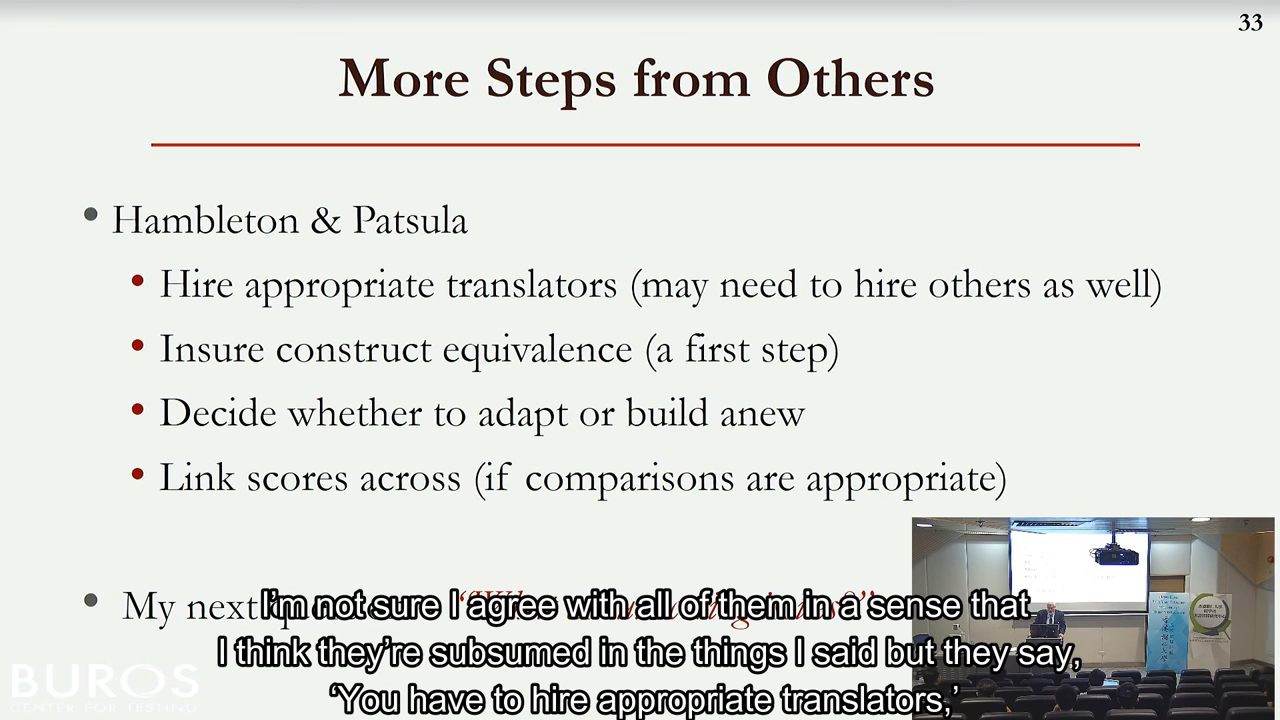 33
More Steps from Others
• Hambleton & Patsula
• Hire appropriate translators (may need to hire others as well)
• Insure construct equivalence (a first step)
• Decide whether to adapt or build anew
• Link scores across (if comparisons are appropriate)
• My next
I'm not sure I agree with all of them in a sense that
I think they're subsumed in the things I said but they say,
‘You have to hire appropriate translators,’
BUROS
CENTER FOR TESTING